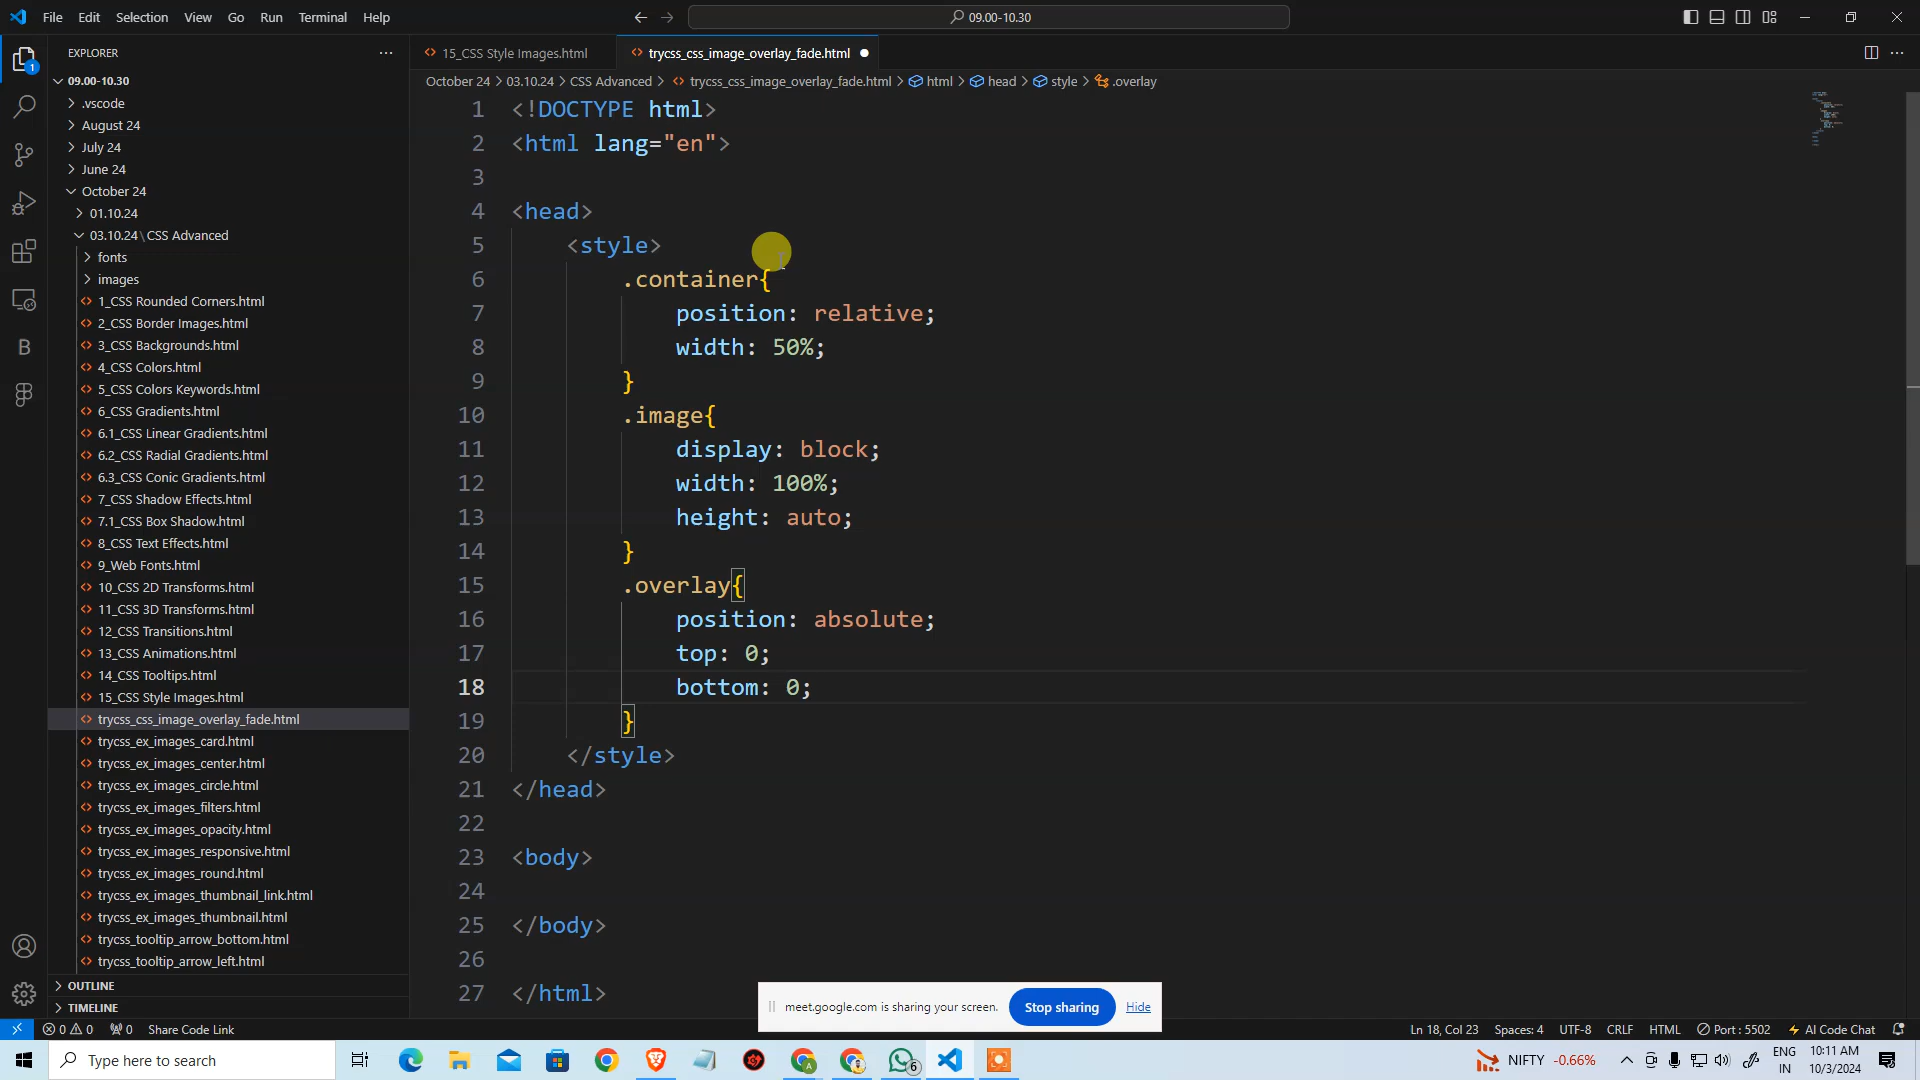 File Edit Selection View Go Run Terminal Help
09.00-10.30
EXPLORER
15_CSS Style Images.html
trycss_css_image_overlay_fade.html
October 24 > 03.10.24 > CSS Advanced > trycss_css_image_overlay_fade.html > html > head > style > .overlay
09.00-10.30
.vscode
August 24
July 24
June 24
October 24
01.10.24
03.10.24 \ CSS Advanced
fonts
images
1_CSS Rounded Corners.html
2_CSS Border Images.html
3_CSS Backgrounds.html
4_CSS Colors.html
5_CSS Colors Keywords.html
6_CSS Gradients.html
6.1_CSS Linear Gradients.html
6.2_CSS Radial Gradients.html
6.3_CSS Conic Gradients.html
7_CSS Shadow Effects.html
7.1_CSS Box Shadow.html
8_CSS Text Effects.html
9_Web Fonts.html
10_CSS 2D Transforms.html
11_CSS 3D Transforms.html
12_CSS Transitions.html
13_CSS Animations.html
14_CSS Tooltips.html
15_CSS Style Images.html
trycss_css_image_overlay_fade.html
trycss_ex_images_card.html
trycss_ex_images_center.html
trycss_ex_images_circle.html
trycss_ex_images_filters.html
trycss_ex_images_opacity.html
trycss_ex_images_responsive.html
trycss_ex_images_round.html
trycss_ex_images_thumbnail_link.html
trycss_ex_images_thumbnail.html
trycss_tooltip_arrow_bottom.html
trycss_tooltip_arrow_left.html
OUTLINE
TIMELINE
1 <!DOCTYPE html>
2 <html lang="en">
3
4 <head>
5 <style>
6 .container{
7 position: relative;
8 width: 50%;
9 }
10 .image{
11 display: block;
12 width: 100%;
13 height: auto;
14 }
15 .overlay{
16 position: absolute;
17 top: 0;
18 bottom: 0;
19 }
20 </style>
21 </head>
22
23 <body>
24
25 </body>
26
27 </html>
meet.google.com is sharing your screen. Stop sharing Hide
0 0 0 Share Code Link
Ln 18, Col 23 Spaces: 4 UTF-8 CRLF HTML Port : 5502 AI Code Chat
Type here to search
6
NIFTY -0.66%
ENG
IN
10:11 AM
10/3/2024